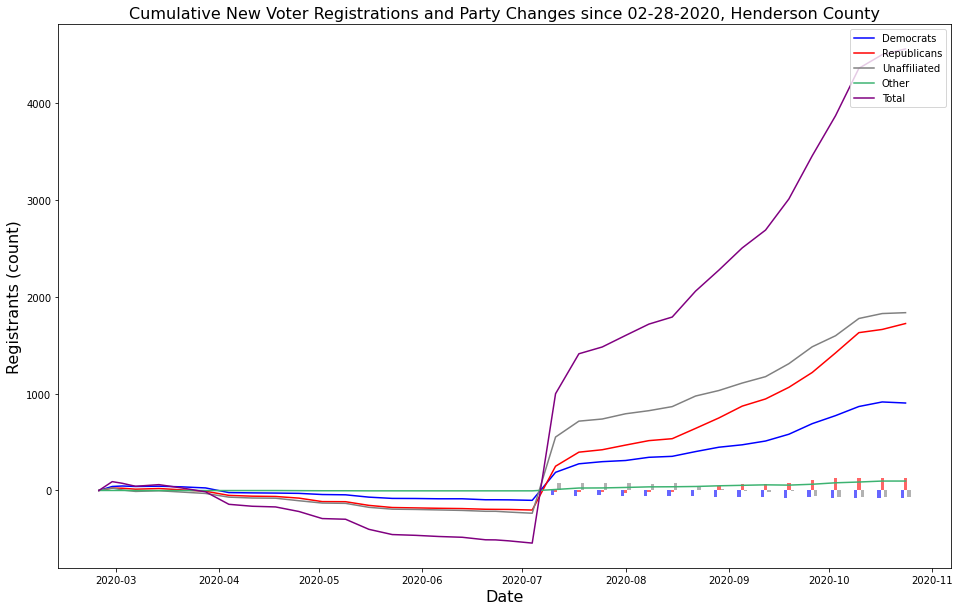 Cumulative New Voter Registrations and Party Changes since 02-28-2020, Henderson County
Democrats
Republicans
Unaffiliated
Other
Total
4000
3000
2000
1000
0
Registrants (count)
2020-03 2020-04 2020-05 2020-06 2020-07 2020-08 2020-09 2020-10 2020-11
Date